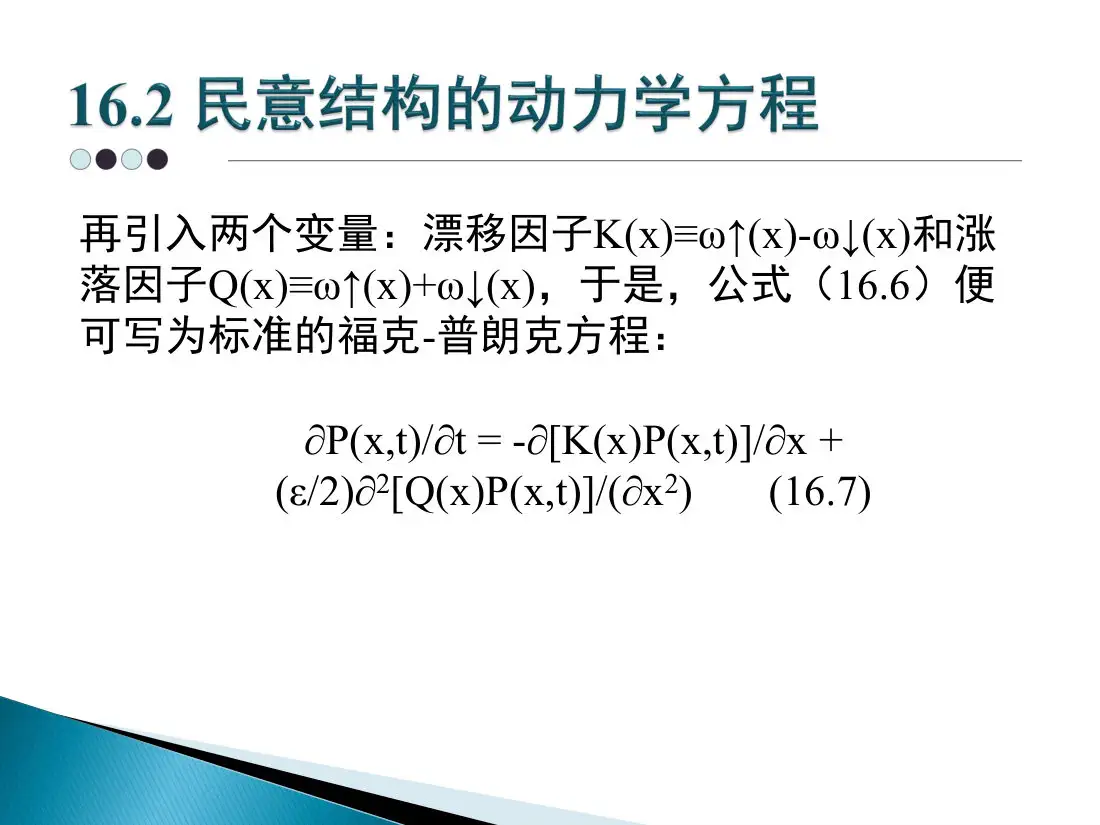 16.2 民意结构的动力学方程
再引入两个变量：漂移因子K(x)≡ω↑(x)-ω↓(x)和涨
落因子Q(x)≡ω↑(x)+ω↓(x)，于是，公式（16.6）便
可写为标准的福克-普朗克方程：
∂P(x,t)/∂t = -∂[K(x)P(x,t)]/∂x +
(ε/2)∂²[Q(x)P(x,t)]/(∂x²) (16.7)